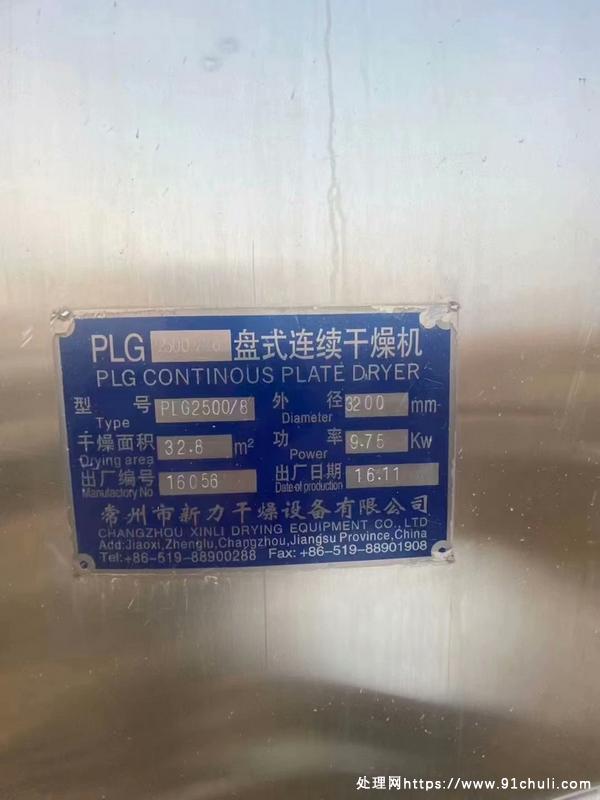 PLG 2500 盘式连续干燥机
PLG CONTINOUS PLATE DRYER
型 号 PLG2500/8 外 径 3200 mm
Type Diameter
干燥面积 32.8 m² 功 率 9.75 Kw
Drying area Power
出厂编号 16056 出厂日期 16.11
Manufactory No Date of production
常州市新力干燥设备有限公司
CHANGZHOU XINLI DRYING EQUIPMENT CO., LTD
Add:Jiaoxi,Zhenglu,Changzhou,Jiangsu Province,China
Tel:+86-519-88900288 Fax:+86-519-88901908
处理网https://www.91chuli.com/